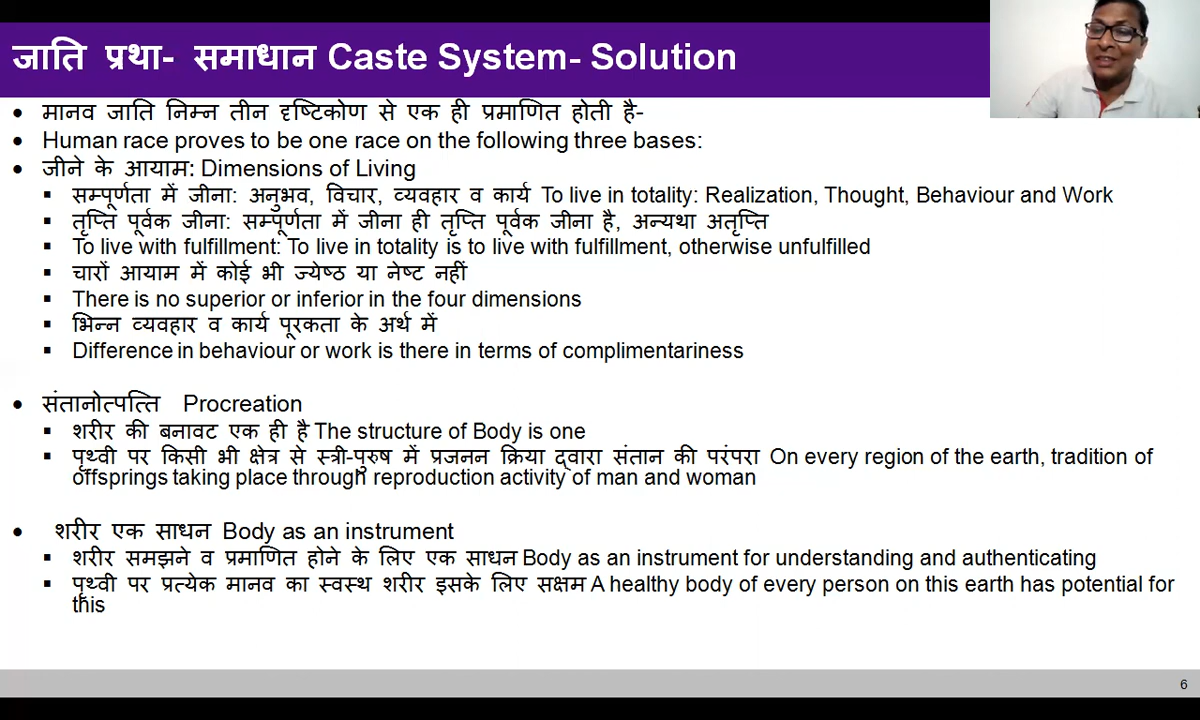 जाति प्रथा- समाधान Caste System- Solution
• मानव जाति निम्न तीन दृष्टिकोण से एक ही प्रमाणित होती है-
• Human race proves to be one race on the following three bases:
• जीने के आयाम: Dimensions of Living
▪ सम्पूर्णता में जीना: अनुभव, विचार, व्यवहार व कार्य To live in totality: Realization, Thought, Behaviour and Work
▪ तृप्ति पूर्वक जीना: सम्पूर्णता में जीना ही तृप्ति पूर्वक जीना है, अन्यथा अतृप्ति
▪ To live with fulfillment: To live in totality is to live with fulfillment, otherwise unfulfilled
▪ चारों आयाम में कोई भी ज्येष्ठ या नेष्ट नहीं
▪ There is no superior or inferior in the four dimensions
▪ भिन्न व्यवहार व कार्य पूरकता के अर्थ में
▪ Difference in behaviour or work is there in terms of complimentariness
• संतानोत्पत्ति Procreation
▪ शरीर की बनावट एक ही है The structure of Body is one
▪ पृथ्वी पर किसी भी क्षेत्र से स्त्री-पुरुष में प्रजनन क्रिया द्वारा संतान की परंपरा On every region of the earth, tradition of
offsprings taking place through reproduction activity of man and woman
• शरीर एक साधन Body as an instrument
▪ शरीर समझने व प्रमाणित होने के लिए एक साधन Body as an instrument for understanding and authenticating
▪ पृथ्वी पर प्रत्येक मानव का स्वस्थ शरीर इसके लिए सक्षम A healthy body of every person on this earth has potential for
this
6